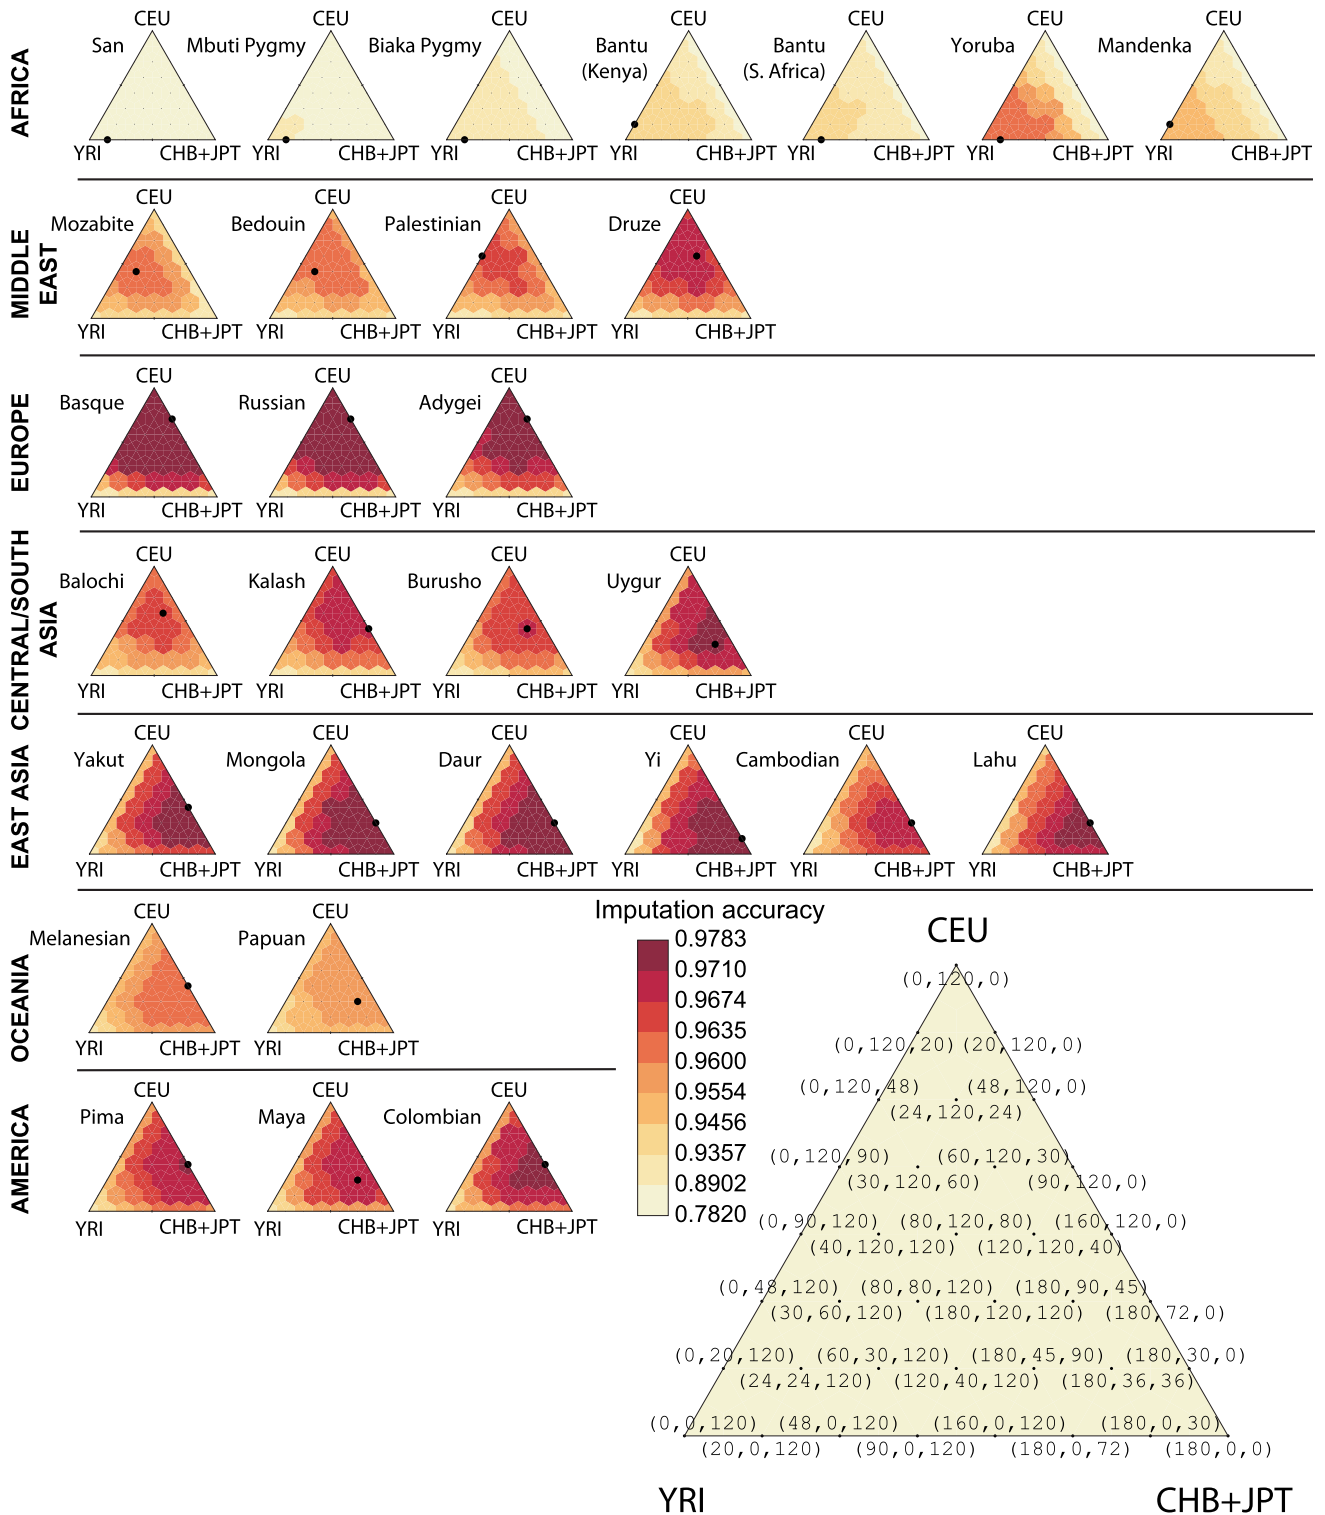 AFRICA
CEU CEU CEU CEU CEU CEU CEU
San Mbuti Pygmy Biaka Pygmy Bantu Bantu Yoruba Mandenka
(Kenya) (S. Africa)
YRI CHB+JPT YRI CHB+JPT YRI CHB+JPT YRI CHB+JPT YRI CHB+JPT YRI CHB+JPT YRI CHB+JPT
MIDDLE
EAST
CEU CEU CEU CEU
Mozabite Bedouin Palestinian Druze
YRI CHB+JPT YRI CHB+JPT YRI CHB+JPT YRI CHB+JPT
EUROPE
CEU CEU CEU
Basque Russian Adygei
YRI CHB+JPT YRI CHB+JPT YRI CHB+JPT
CENTRAL/SOUTH
ASIA
CEU CEU CEU CEU
Balochi Kalash Burusho Uygur
YRI CHB+JPT YRI CHB+JPT YRI CHB+JPT YRI CHB+JPT
EAST ASIA
CEU CEU CEU CEU CEU CEU
Yakut Mongola Daur Yi Cambodian Lahu
YRI CHB+JPT YRI CHB+JPT YRI CHB+JPT YRI CHB+JPT YRI CHB+JPT YRI CHB+JPT
OCEANIA
CEU CEU
Melanesian Papuan
YRI CHB+JPT YRI CHB+JPT
AMERICA
CEU CEU CEU
Pima Maya Colombian
YRI CHB+JPT YRI CHB+JPT YRI CHB+JPT
Imputation accuracy
0.9783
0.9710
0.9674
0.9635
0.9600
0.9554
0.9456
0.9357
0.8902
0.7820
CEU
(0,120,0)
(0,120,20) (20,120,0)
(0,120,48) (48,120,0)
(24,120,24)
(0,120,90) (60,120,30)
(30,120,60) (90,120,0)
(0,90,120) (80,120,80) (160,120,0)
(40,120,120) (120,120,40)
(0,48,120) (80,80,120) (180,90,45)
(30,60,120) (180,120,120) (180,72,0)
(0,20,120) (60,30,120) (180,45,90) (180,30,0)
(24,24,120) (120,40,120) (180,36,36)
(0,0,120) (48,0,120) (160,0,120) (180,0,30)
(20,0,120) (90,0,120) (180,0,72) (180,0,0)
YRI CHB+JPT